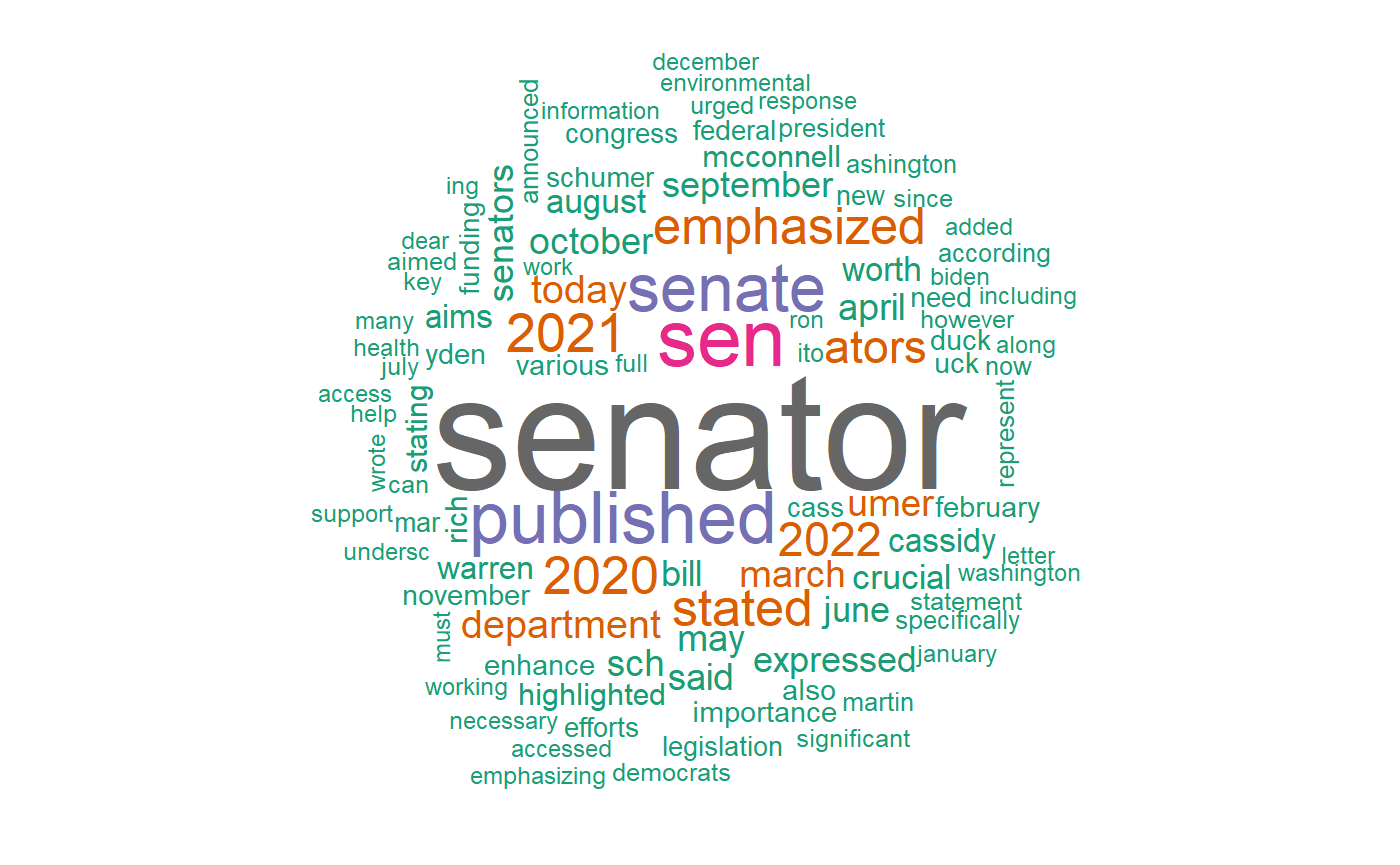 december
environmental
urged response
information
announced
congress federal president
mcconnell ashington
ing schumer september new since
senators august
funding
dear october emphasized added
aimed according
key work worth biden
today senate april need including
many aims 2021 sen ron however
health yden various full ito ators duck along
july uck now
access
help stating senator represent
wrote
can
support mar rich published cass umer february
undersc 2022 cassidy letter
warren 2020 bill march crucial washington
november stated june statement
department specifically
must may
enhance sch said expressed january
working highlighted also
necessary efforts importance martin
accessed legislation significant
emphasizing democrats